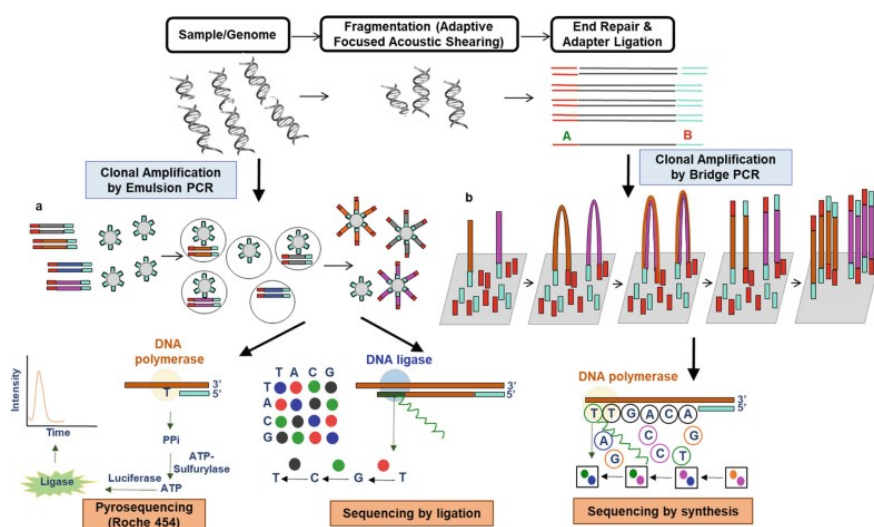 Sample/Genome
Fragmentation (Adaptive
Focused Acoustic Shearing)
End Repair &
Adapter Ligation
A
B
Clonal Amplification
by Emulsion PCR
Clonal Amplification
by Bridge PCR
a
b
Intensity
Time
DNA
polymerase
T
3’
5’
PPi
ATP-
Sulfurylase
ATP
Luciferase
Ligase
Pyrosequencing
(Roche 454)
T A C G
T
A
C
G
DNA ligase
3’
5’
T C G T
Sequencing by ligation
DNA polymerase
3’
5’
T T G A C A
A C G
G C T
Sequencing by synthesis